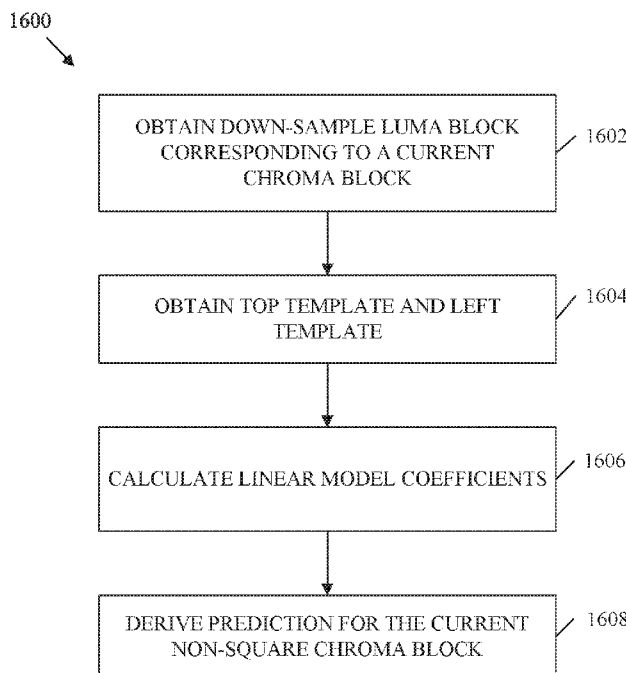 1600
OBTAIN DOWN-SAMPLE LUMA BLOCK
CORRESPONDING TO A CURRENT
CHROMA BLOCK
1602
OBTAIN TOP TEMPLATE AND LEFT
TEMPLATE
1604
CALCULATE LINEAR MODEL COEFFICIENTS
1606
DERIVE PREDICTION FOR THE CURRENT
NON-SQUARE CHROMA BLOCK
1608